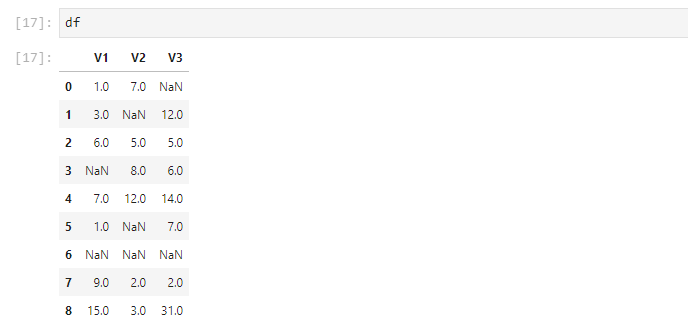 [17]: df
[17]: V1 V2 V3
0 1.0 7.0 NaN
1 3.0 NaN 12.0
2 6.0 5.0 5.0
3 NaN 8.0 6.0
4 7.0 12.0 14.0
5 1.0 NaN 7.0
6 NaN NaN NaN
7 9.0 2.0 2.0
8 15.0 3.0 31.0